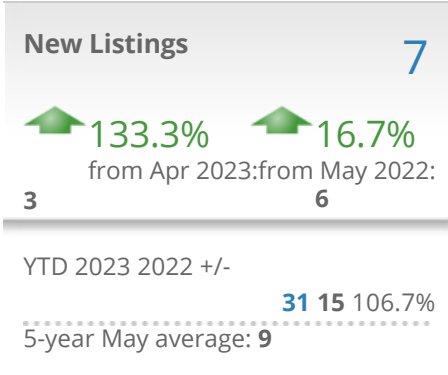 New Listings 7
133.3% 16.7%
from Apr 2023:from May 2022:
3 6
YTD 2023 2022 +/-
31 15 106.7%
5-year May average: 9